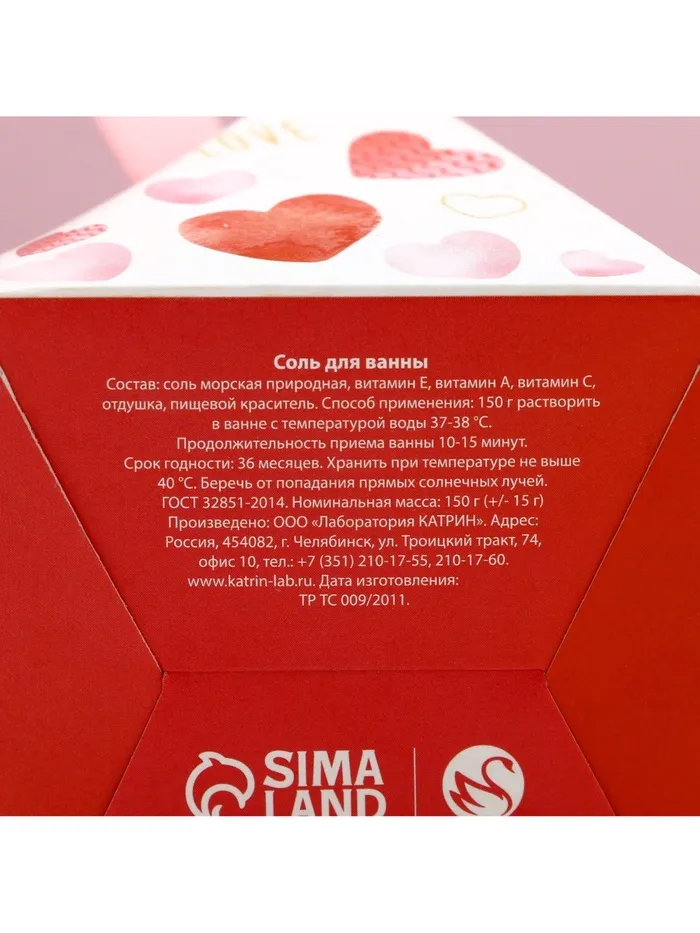 LOVE
Соль для ванны
Состав: соль морская природная, витамин Е, витамин А, витамин С,
отдушка, пищевой краситель. Способ применения: 150 г растворить
в ванне с температурой воды 37-38 °С.
Продолжительность приема ванны 10-15 минут.
Срок годности: 36 месяцев. Хранить при температуре не выше
40 °С. Беречь от попадания прямых солнечных лучей.
ГОСТ 32851-2014. Номинальная масса: 150 г (+/- 15 г)
Произведено: ООО «Лаборатория КАТРИН». Адрес:
Россия, 454082, г. Челябинск, ул. Троицкий тракт, 74,
офис 10, тел.: +7 (351) 210-17-55, 210-17-60.
www.katrin-lab.ru. Дата изготовления:
ТР ТС 009/2011.
SIMA
LAND